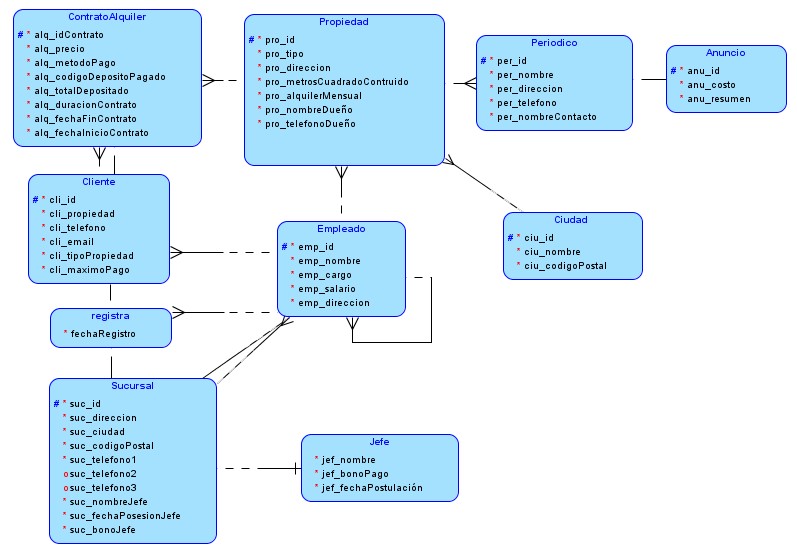 ContratoAlquiler
# * alq_idContrato
* alq_precio
* alq_metodoPago
* alq_codigoDepositoPagado
* alq_totalDepositado
* alq_duracionContrato
* alq_fechaFinContrato
* alq_fechaInicioContrato
Propiedad
# * pro_id
* pro_tipo
* pro_direccion
* pro_metrosCuadradoContruido
* pro_alquilerMensual
* pro_nombreDueño
* pro_telefonoDueño
Periodico
# * per_id
* per_nombre
* per_direccion
* per_telefono
* per_nombreContacto
Anuncio
# * anu_id
* anu_costo
* anu_resumen
Cliente
# * cli_id
* cli_propiedad
* cli_telefono
* cli_email
* cli_tipoPropiedad
* cli_maximoPago
Empleado
# * emp_id
* emp_nombre
* emp_cargo
* emp_salario
* emp_direccion
Ciudad
# * ciu_id
* ciu_nombre
* ciu_codigoPostal
registra
* fechaRegistro
Sucursal
# * suc_id
* suc_direccion
* suc_ciudad
* suc_codigoPostal
* suc_telefono1
o suc_telefono2
o suc_telefono3
* suc_nombreJefe
* suc_fechaPosesionJefe
* suc_bonoJefe
Jefe
* jef_nombre
* jef_bonoPago
* jef_fechaPostulación